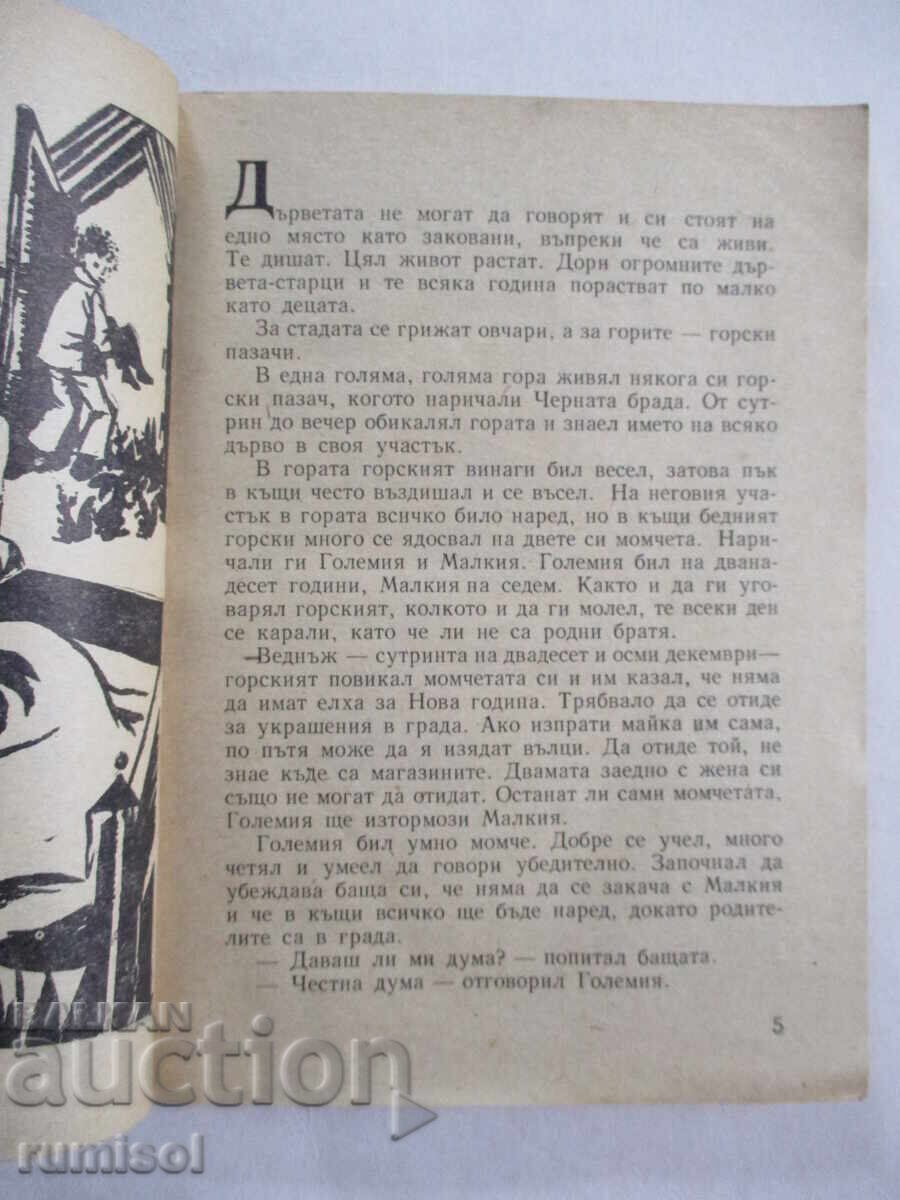 Дърветата не могат да говорят и си стоят на
едно място като заковани, въпреки че са живи.
Те дишат. Цял живот растат. Дори огромните дър-
вета-старци и те всяка година порастват по малко
като децата.
За стадата се грижат овчари, а за горите — горски
пазачи.
В една голяма, голяма гора живял някога си гор-
ски пазач, когото наричали Черната брада. От сут-
рин до вечер обикалял гората и знаел името на всяко
дърво в своя участък.
В гората горският винаги бил весел, затова пък
в къщи често въздишал и се въсел. На неговия уча-
стък в гората всичко било наред, но в къщи бедният
горски много се ядосвал на двете си момчета. Нари-
чали ги Големия и Малкия. Големия бил на двана-
десет години, Малкия на седем. Както и да ги уго-
варял горският, колкото и да ги молел, те всеки ден
се карали, като че ли не са родни братя.
Веднъж — сутринта на двадесет и осми декември—
горският повикал момчетата си и им казал, че няма
да имат елха за Нова година. Трябвало да се отиде
за украшения в града. Ако изпрати майка им сама,
по пътя може да я изядат вълци. Да отиде той, не
знае къде са магазините. Двамата заедно с жена си
също не могат да отидат. Останат ли сами момчетата,
Големия ще изтормози Малкия.
Големия бил умно момче. Добре се учел, много
четял и умеел да говори убедително. Започнал да
убеждава баща си, че няма да се закача с Малкия
и че в къщи всичко ще бъде наред, докато родите-
лите са в града.
— Даваш ли ми дума? — попитал бащата.
— Честна дума — отговорил Големия.
5
BALKAN
auction
rumisol